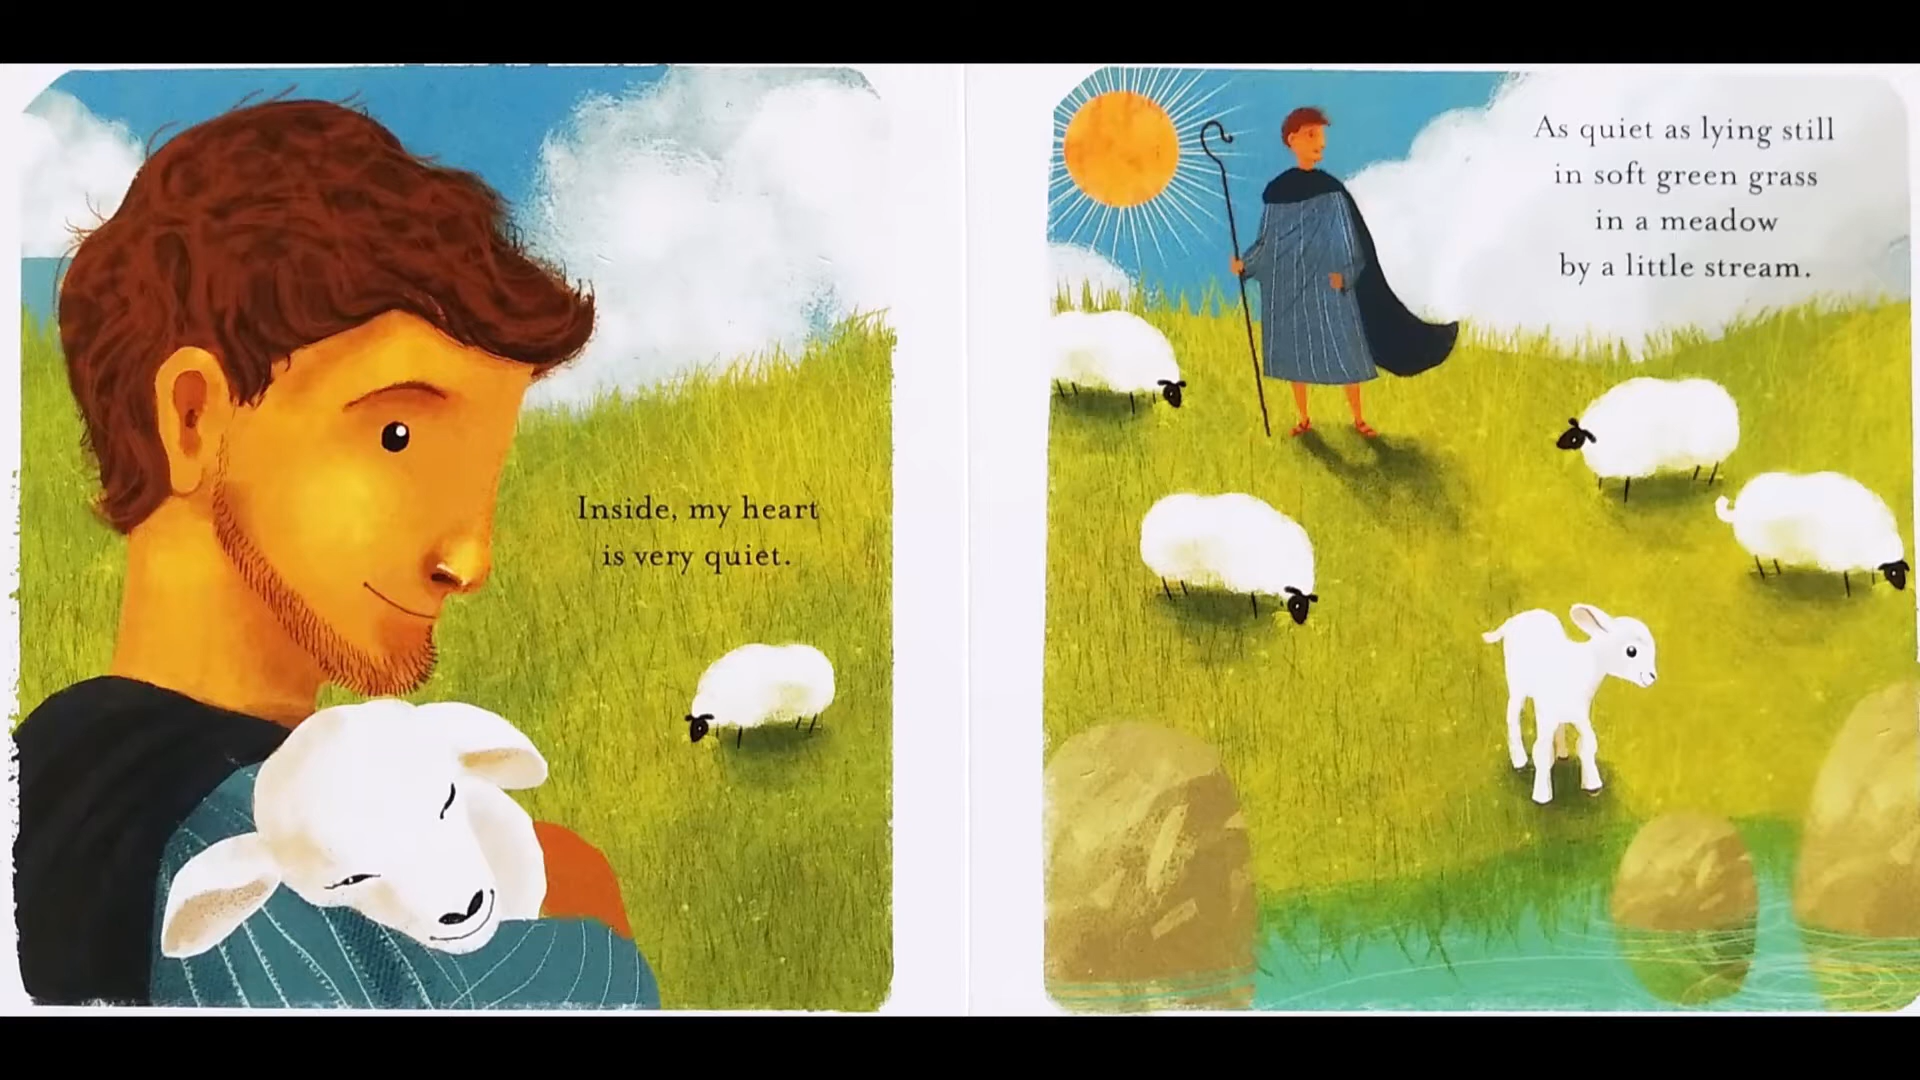 Inside, my heart
is very quiet.
As quiet as lying still
in soft green grass
in a meadow
by a little stream.